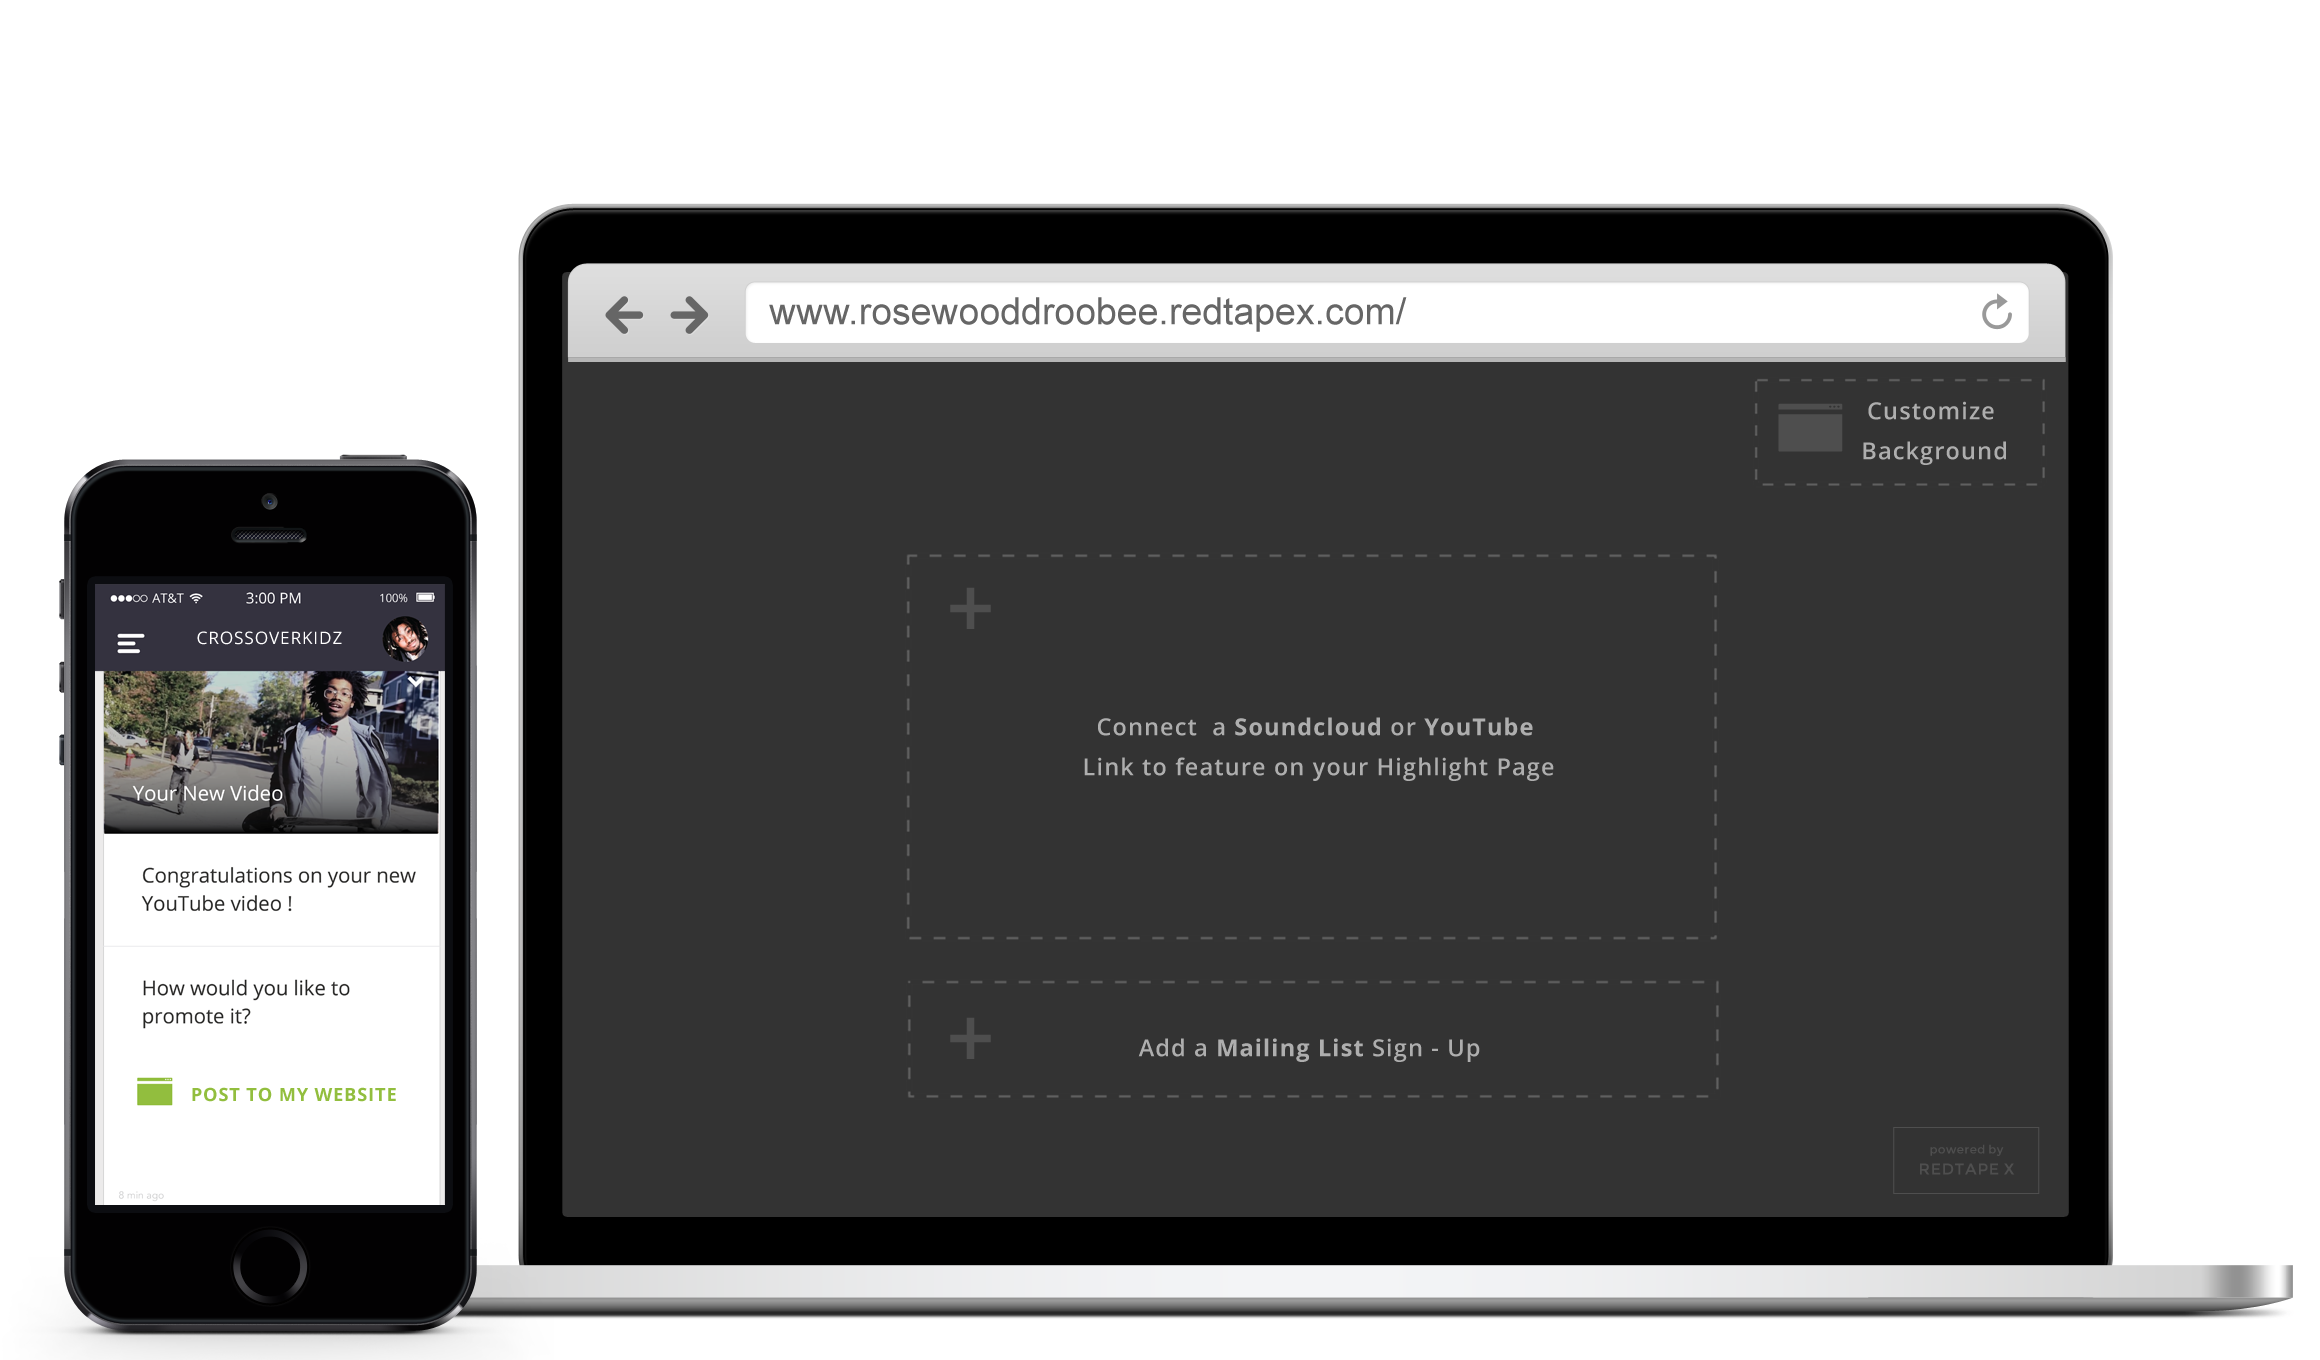 www.rosewooddroobee.redtapex.com/
Customize
Background
Connect a Soundcloud or YouTube
Link to feature on your Highlight Page
Add a Mailing List Sign - Up
powered by
REDTAPE X
AT&T 3:00 PM 100%
CROSSOVERKIDZ
Your New Video
Congratulations on your new
YouTube video !
How would you like to
promote it?
POST TO MY WEBSITE
8 min ago